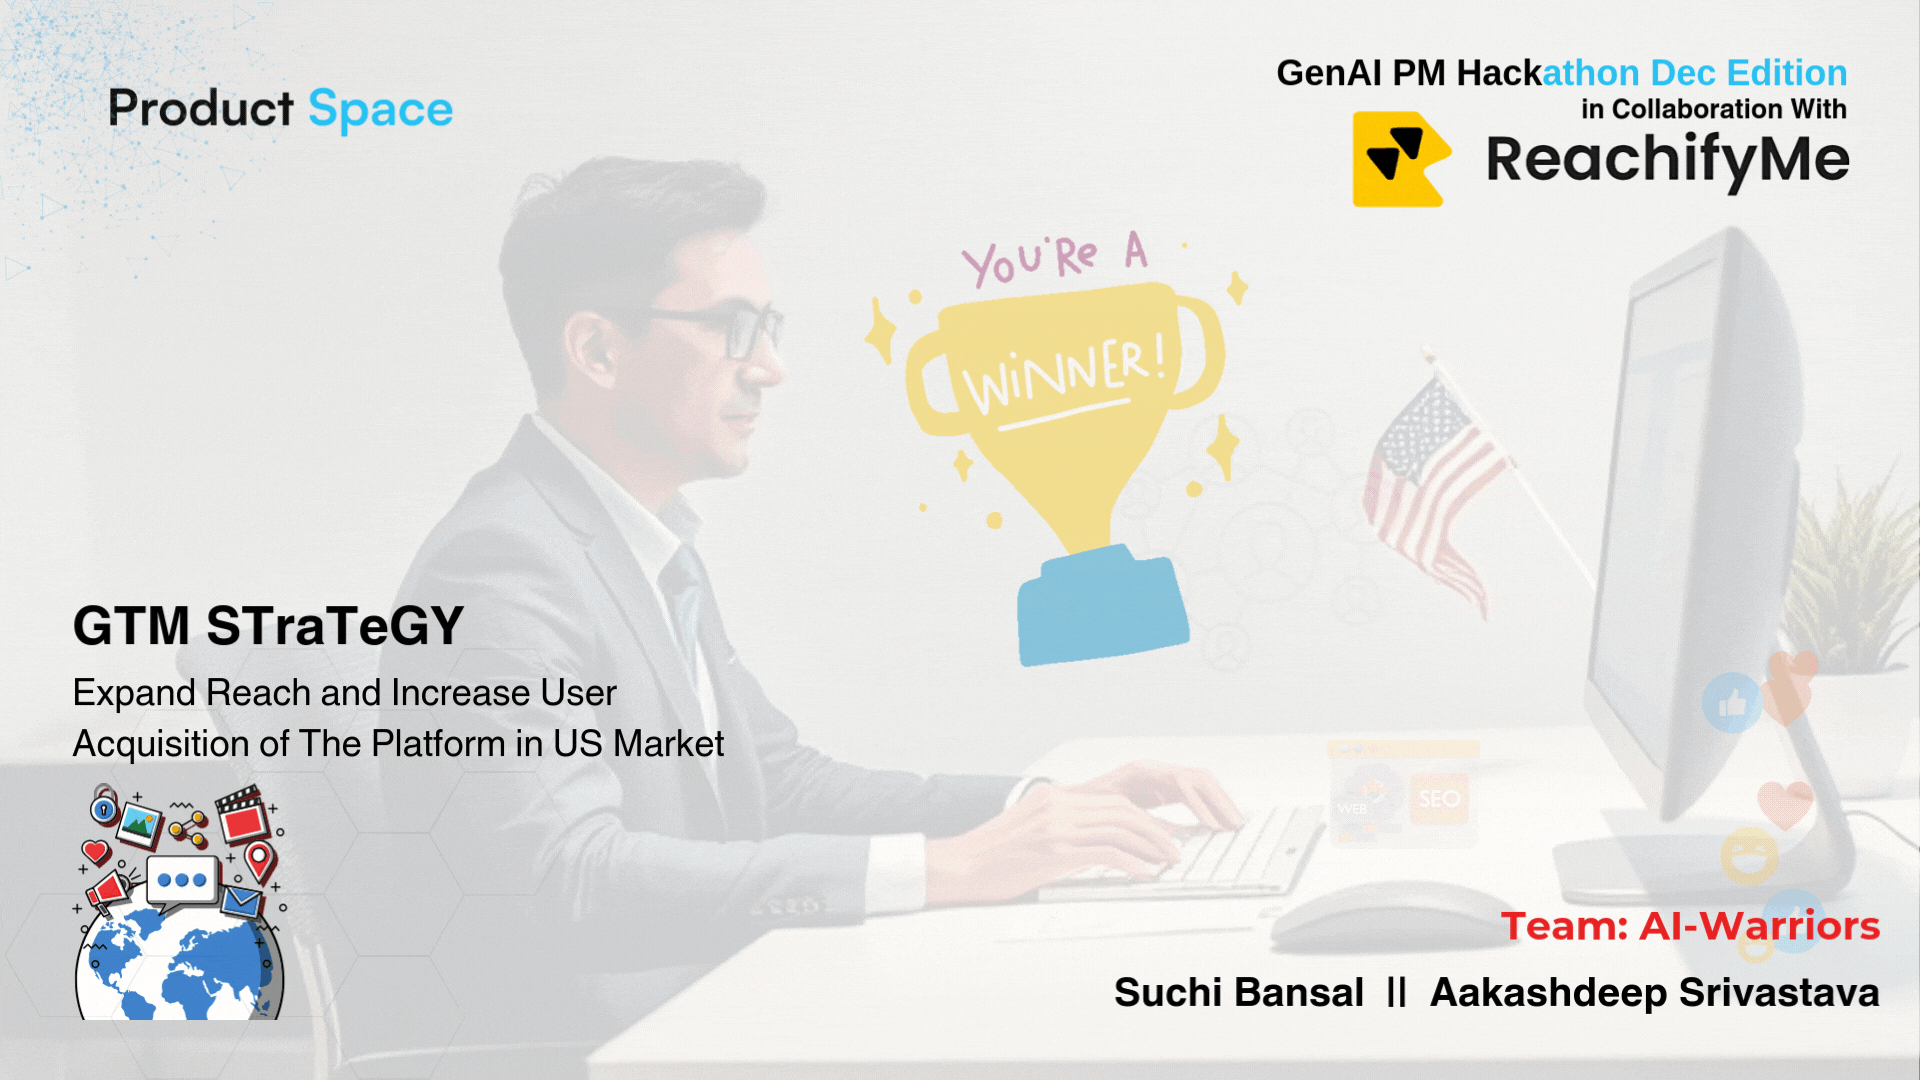 Product Space
GenAI PM Hackathon Dec Edition
in Collaboration With
ReachifyMe
YOU'Re A
WiNNER!
GTM STraTeGY
Expand Reach and Increase User
Acquisition of The Platform in US Market
WEB
SEO
Team: AI-Warriors
Suchi Bansal || Aakashdeep Srivastava